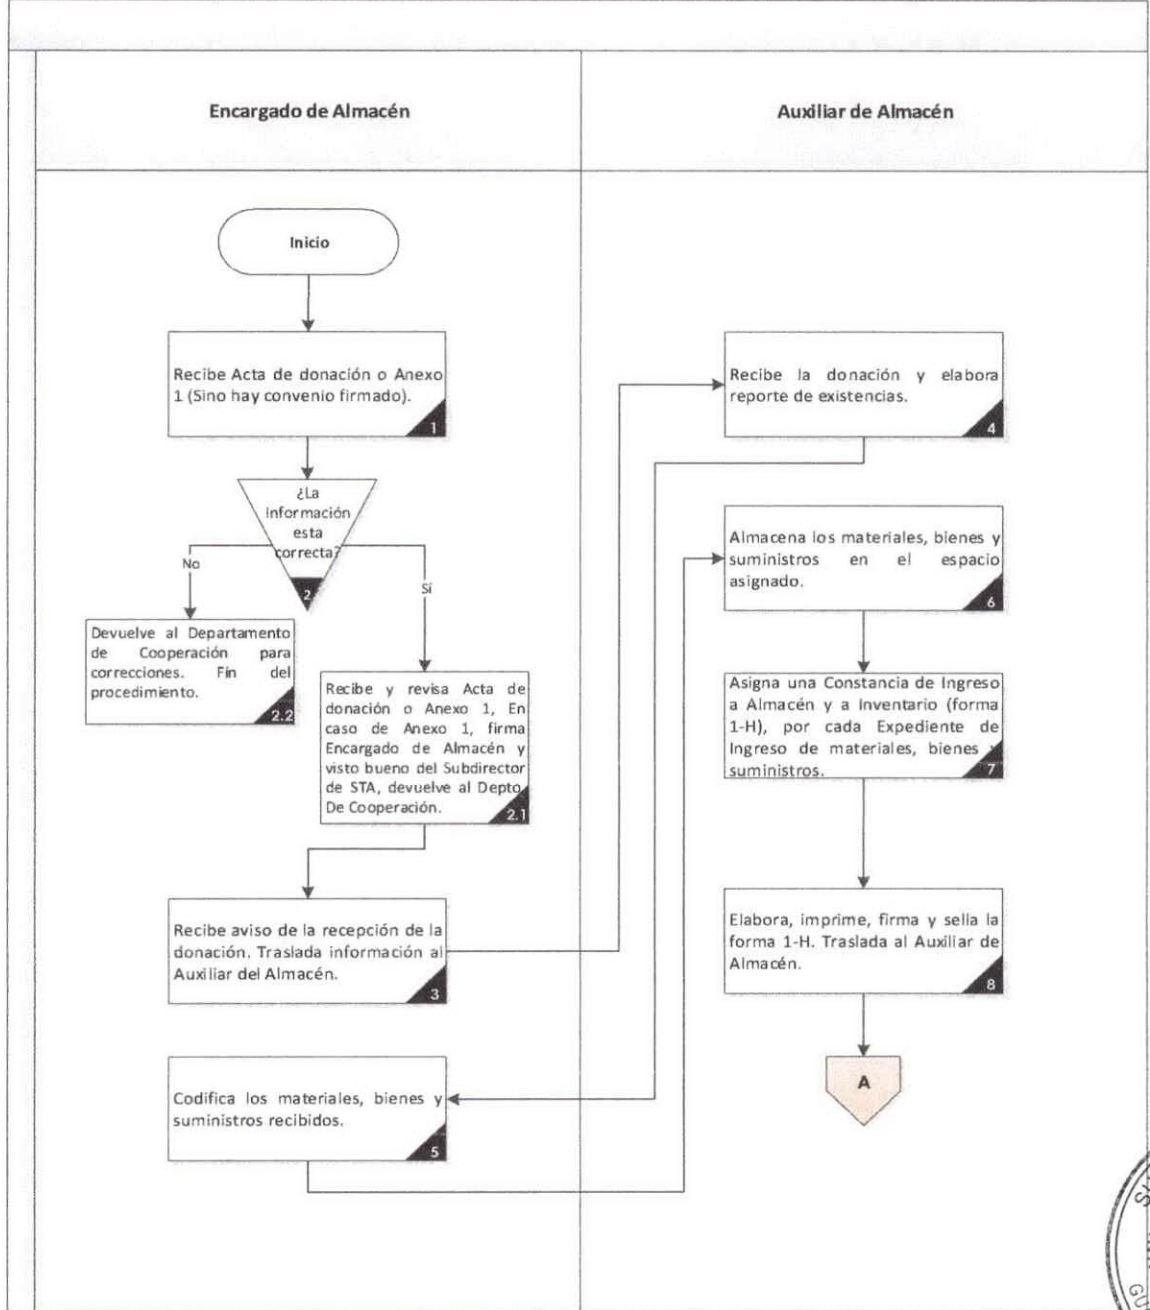 Encargado de Almacén
Auxiliar de Almacén
Inicio
Recibe Acta de donación o Anexo
1 (Sino hay convenio firmado).
1
¿La
información
esta
correcta?
2
No
Sí
Devuelve al Departamento
de Cooperación para
correcciones. Fin del
procedimiento.
2.2
Recibe y revisa Acta de
donación o Anexo 1, En
caso de Anexo 1, firma
Encargado de Almacén y
visto bueno del Subdirector
de STA, devuelve al Depto.
De Cooperación.
2.1
Recibe aviso de la recepción de la
donación. Traslada información al
Auxiliar del Almacén.
3
Recibe la donación y elabora
reporte de existencias.
4
Codifica los materiales, bienes y
suministros recibidos.
5
Almacena los materiales, bienes y
suministros en el espacio
asignado.
6
Asigna una Constancia de Ingreso
a Almacén y a Inventario (forma
1-H), por cada Expediente de
Ingreso de materiales, bienes y
suministros.
7
Elabora, imprime, firma y sella la
forma 1-H. Traslada al Auxiliar de
Almacén.
8
A